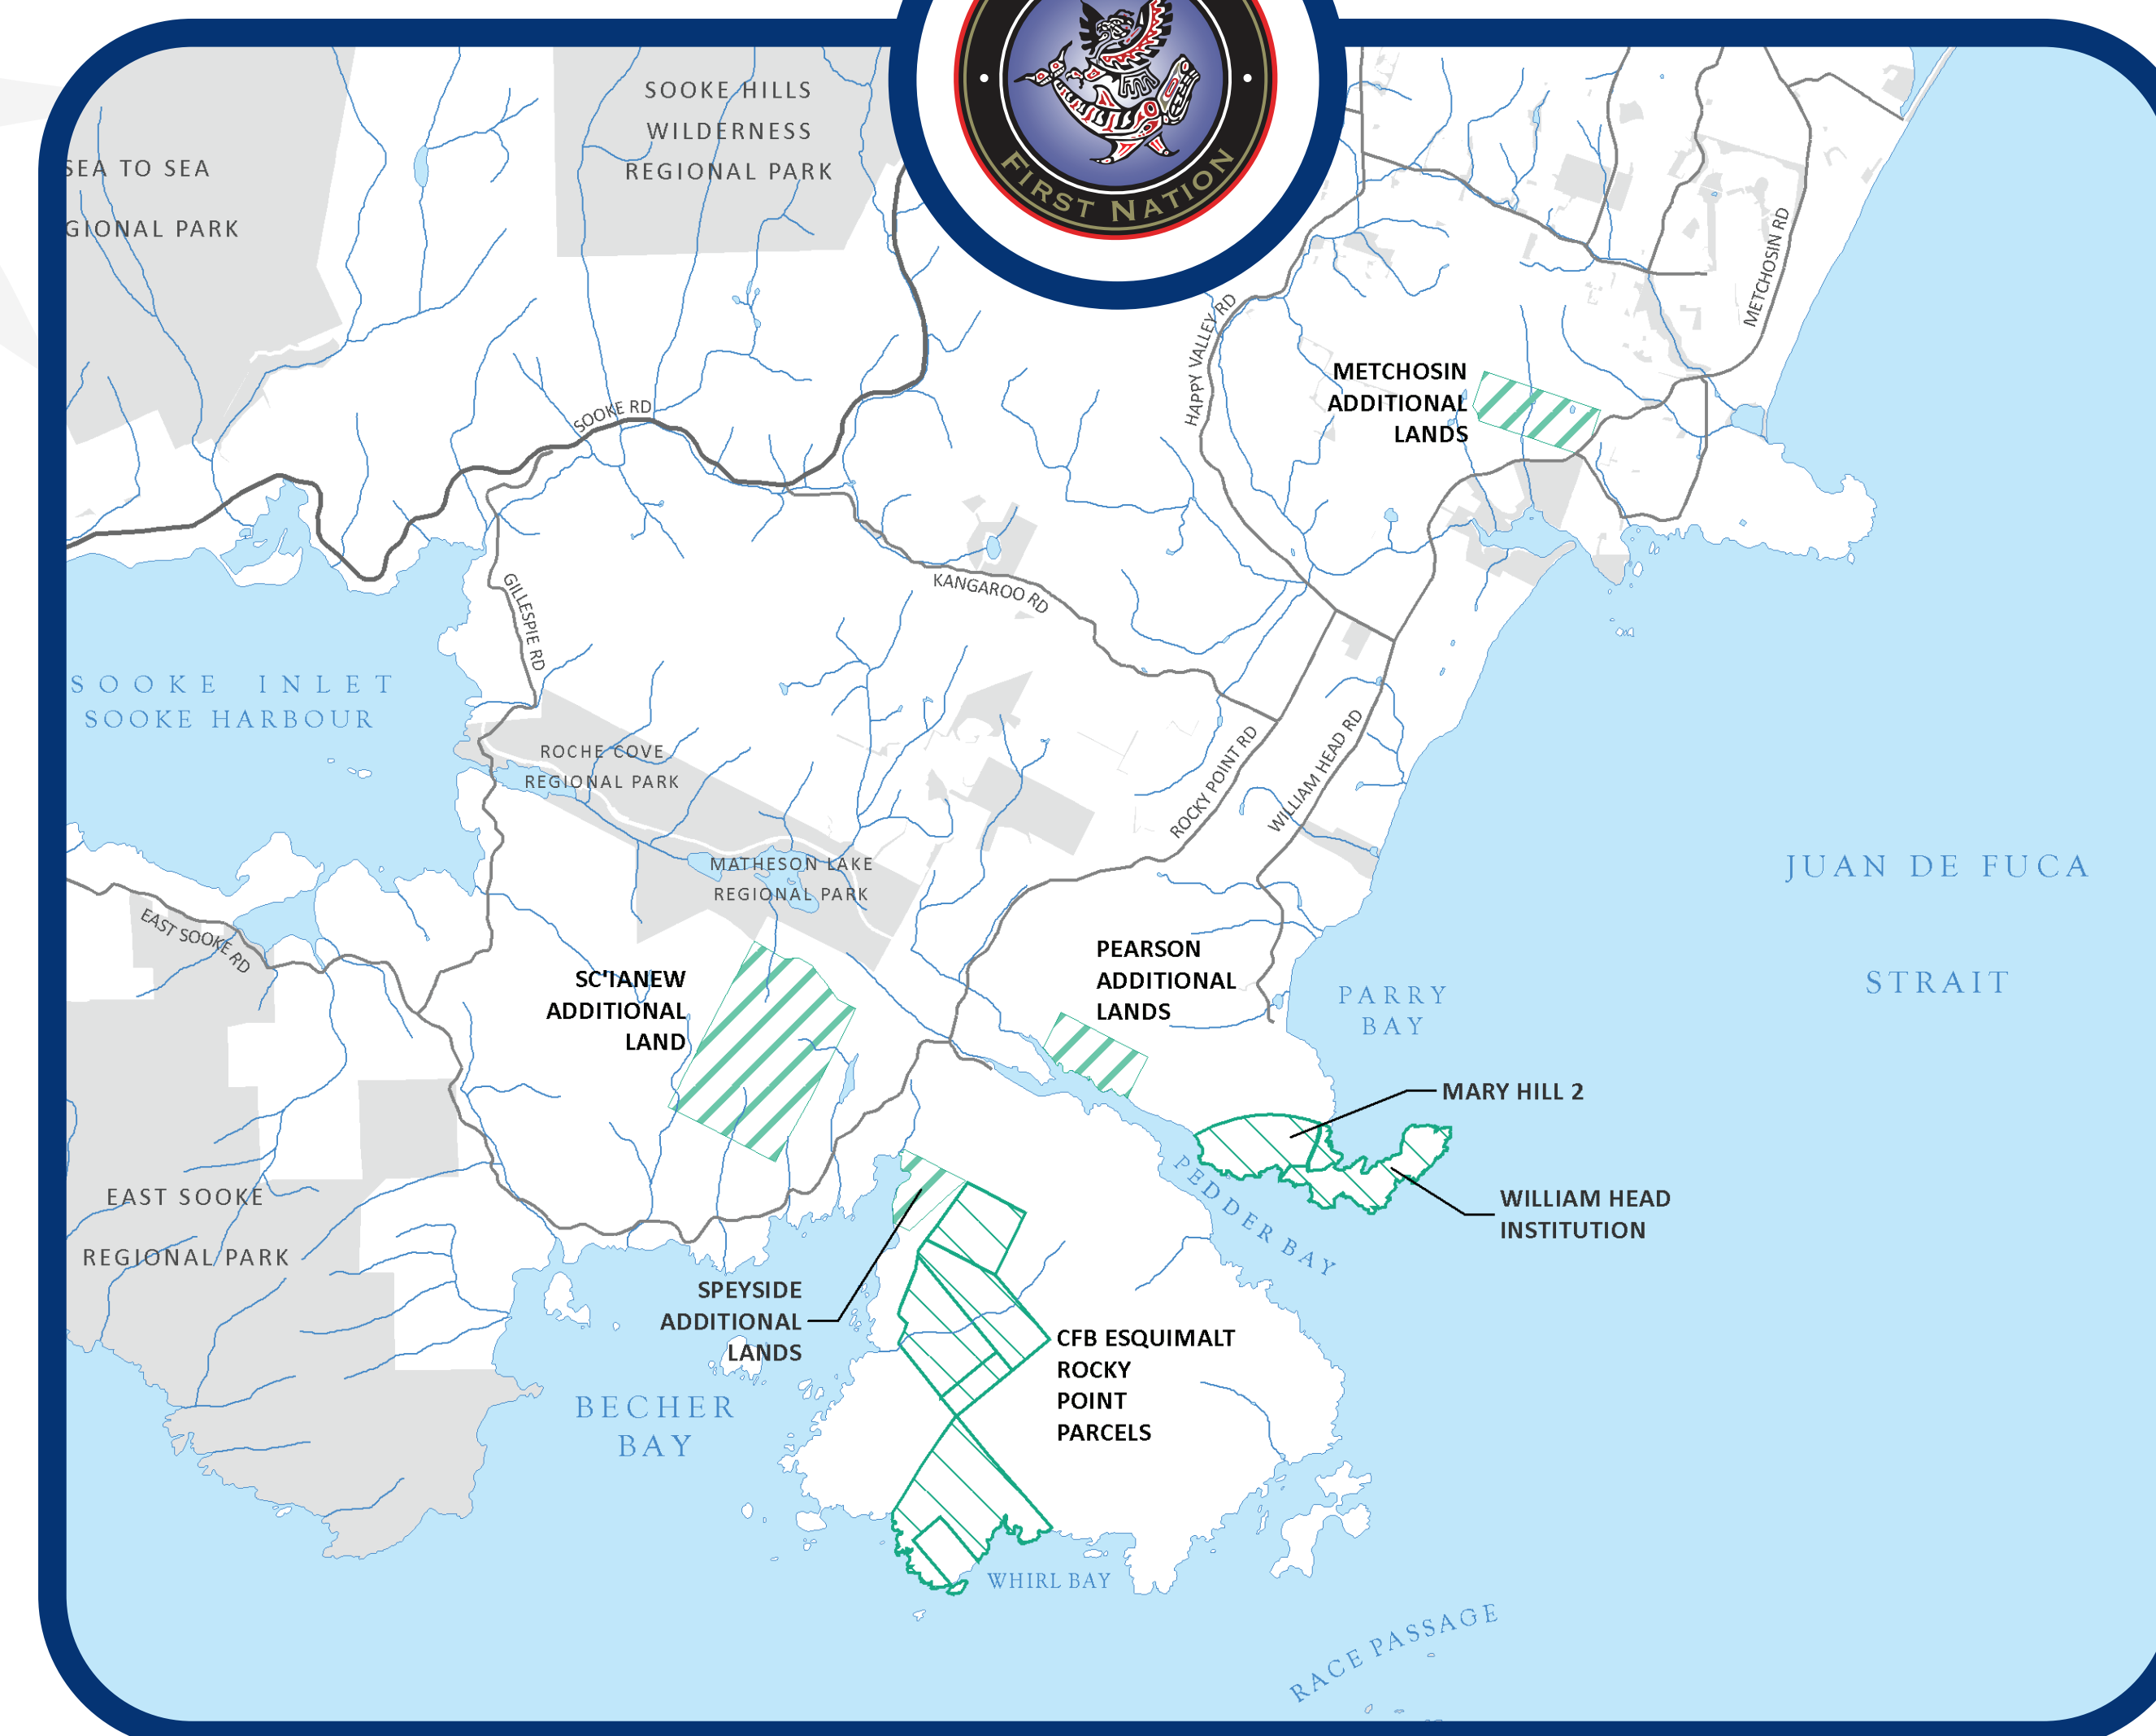 FIRST NATION
SOOKE HILLS
WILDERNESS
REGIONAL PARK
SEA TO SEA
GIONAL PARK
METCHOSIN RD
HAPPY VALLEY RD
METCHOSIN
ADDITIONAL
LANDS
SOOKE RD
KANGAROO RD
GILLESPIE RD
SOOKE INLET
SOOKE HARBOUR
ROCHE COVE
REGIONAL PARK
ROCKY POINT RD
WILLIAM HEAD RD
MATHESON LAKE
REGIONAL PARK
JUAN DE FUCA
STRAIT
EAST SOOKE RD
SC'IANEW
ADDITIONAL
LAND
PEARSON
ADDITIONAL
LANDS
PARRY
BAY
MARY HILL 2
PEDDER BAY
WILLIAM HEAD
INSTITUTION
EAST SOOKE
REGIONAL PARK
SPEYSIDE
ADDITIONAL
LANDS
CFB ESQUIMALT
ROCKY
POINT
PARCELS
BECHER
BAY
WHIRL BAY
RACE PASSAGE